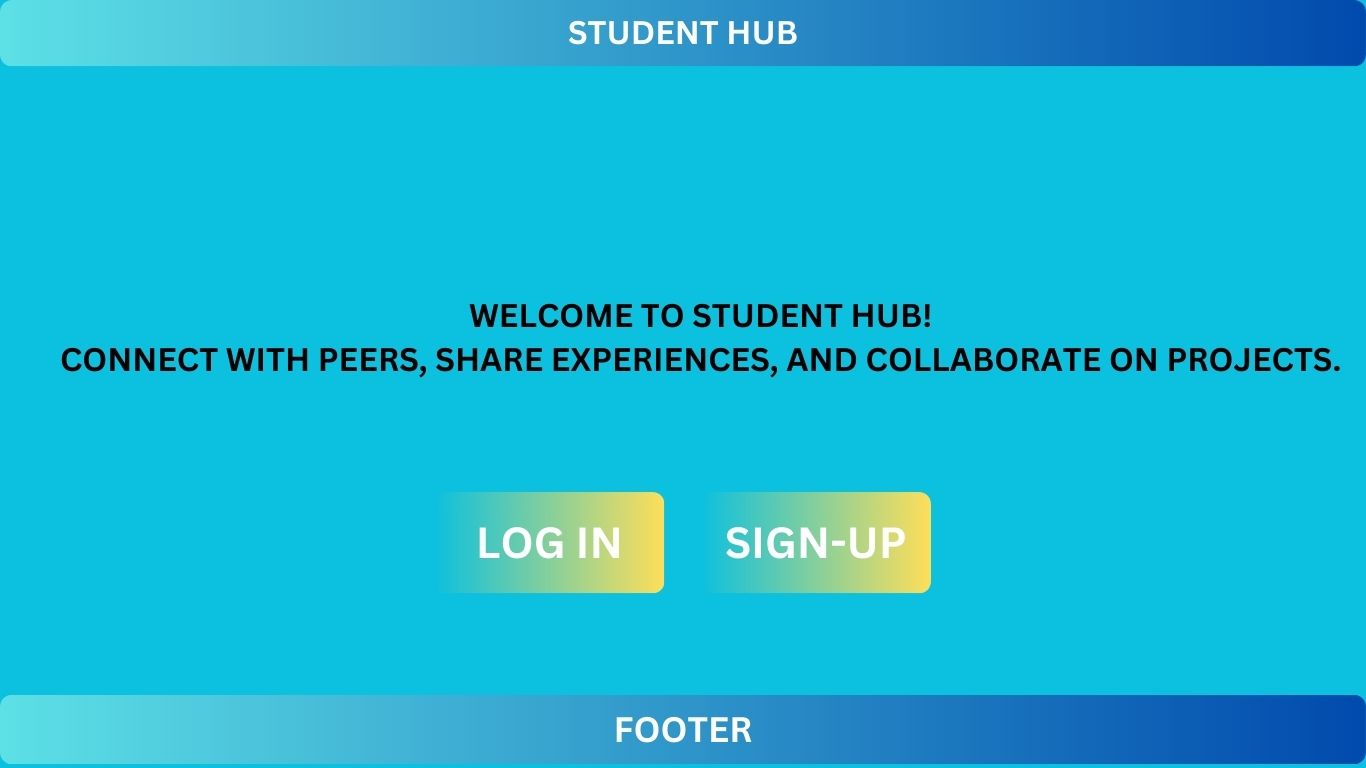 STUDENT HUB
WELCOME TO STUDENT HUB!
CONNECT WITH PEERS, SHARE EXPERIENCES, AND COLLABORATE ON PROJECTS.
LOG IN
SIGN-UP
FOOTER